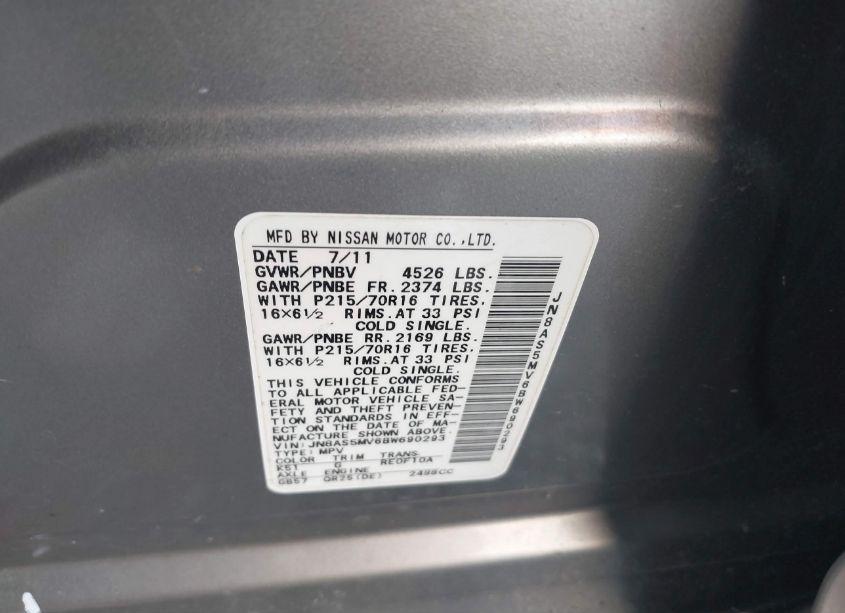 MFD BY NISSAN MOTOR CO.,LTD.
DATE 7/11
GVWR/PNBV 4526 LBS.
GAWR/PNBE FR. 2374 LBS.
WITH P215/70R16 TIRES.
16×6½ RIMS.AT 33 PSI
COLD SINGLE.
GAWR/PNBE RR. 2169 LBS.
WITH P215/70R16 TIRES.
16×6½ RIMS.AT 33 PSI
COLD SINGLE.
THIS VEHICLE CONFORMS
TO ALL APPLICABLE FED-
ERAL MOTOR VEHICLE SA-
FETY AND THEFT PREVEN-
TION STANDARDS IN EFF-
ECT ON THE DATE OF MA-
NUFACTURE SHOWN ABOVE.
VIN:JN8AS5MV6BW690293
TYPE:MPV
COLOR TRIM TRANS
K51 G RE0F10A
AXLE ENGINE
GB57 QR25(DE) 2488CC
JN8AS5MV6BW690293